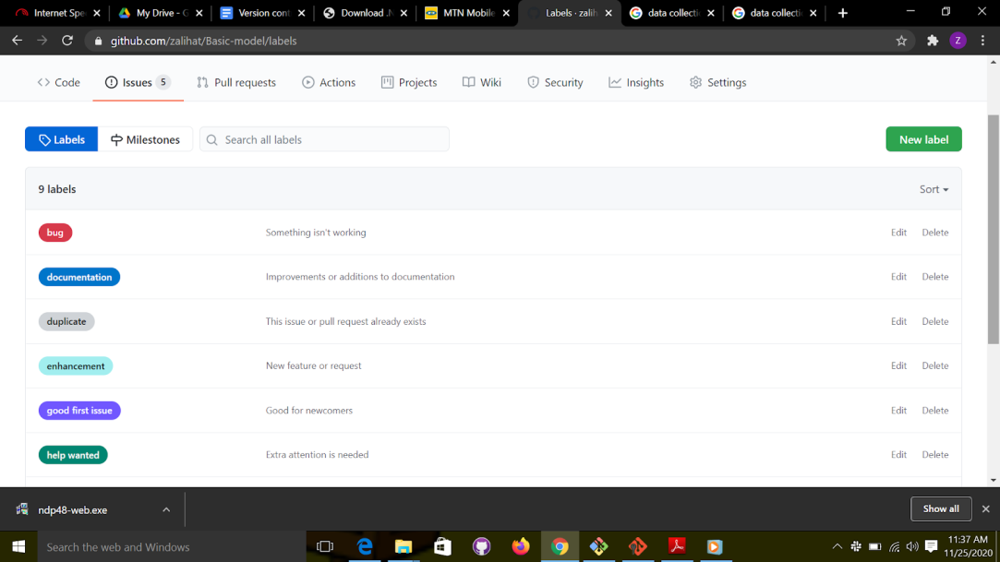 Internet Spe
My Drive - G
Version cont
Download .N
MTN Mobile
Labels · zalih
data collecti
data collecti
github.com/zalihat/Basic-model/labels
Z
Code
Issues 5
Pull requests
Actions
Projects
Wiki
Security
Insights
Settings
Labels
Milestones
Search all labels
New label
9 labels
Sort
bug Something isn't working Edit Delete
documentation Improvements or additions to documentation Edit Delete
duplicate This issue or pull request already exists Edit Delete
enhancement New feature or request Edit Delete
good first issue Good for newcomers Edit Delete
help wanted Extra attention is needed Edit Delete
ndp48-web.exe
Show all
Search the web and Windows
11:37 AM
11/25/2020